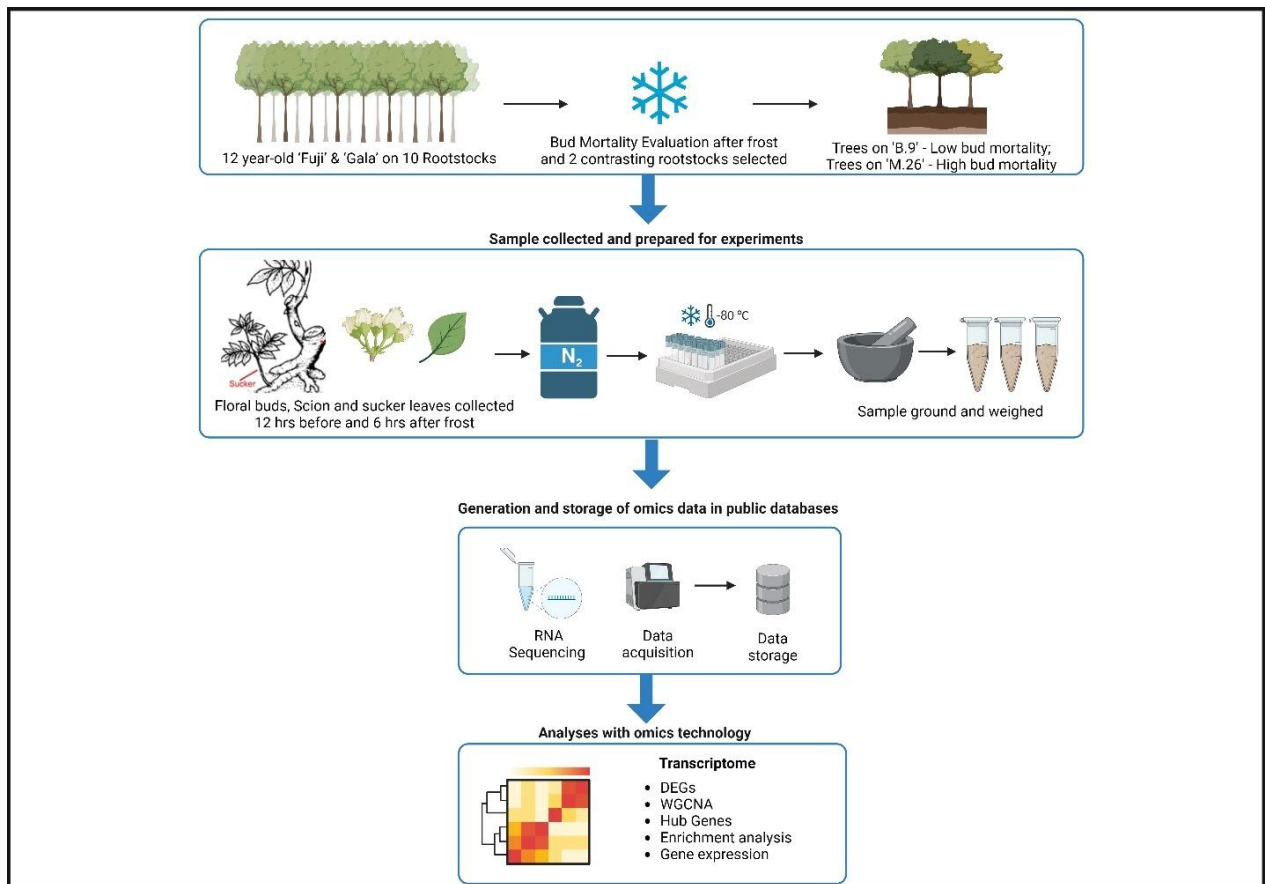 12 year-old 'Fuji' & 'Gala' on 10 Rootstocks
Bud Mortality Evaluation after frost
and 2 contrasting rootstocks selected
Trees on 'B.9' - Low bud mortality;
Trees on 'M.26' - High bud mortality
Sample collected and prepared for experiments
Sucker
N₂
-80 ºC
Floral buds, Scion and sucker leaves collected
12 hrs before and 6 hrs after frost
Sample ground and weighed
Generation and storage of omics data in public databases
RNA
Sequencing
Data
acquisition
Data
storage
Analyses with omics technology
Transcriptome
• DEGs
• WGCNA
• Hub Genes
• Enrichment analysis
• Gene expression